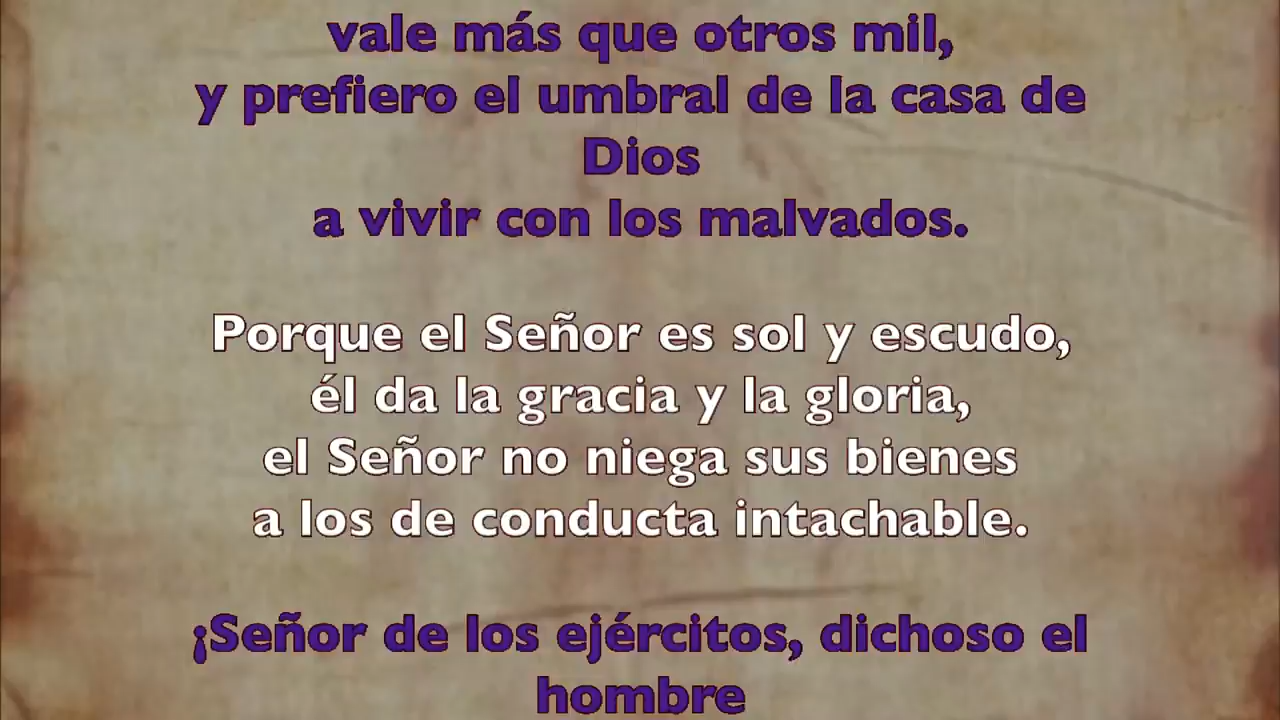 vale más que otros mil,
y prefiero el umbral de la casa de
Dios
a vivir con los malvados.
Porque el Señor es sol y escudo,
él da la gracia y la gloria,
el Señor no niega sus bienes
a los de conducta intachable.
¡Señor de los ejércitos, dichoso el
hombre